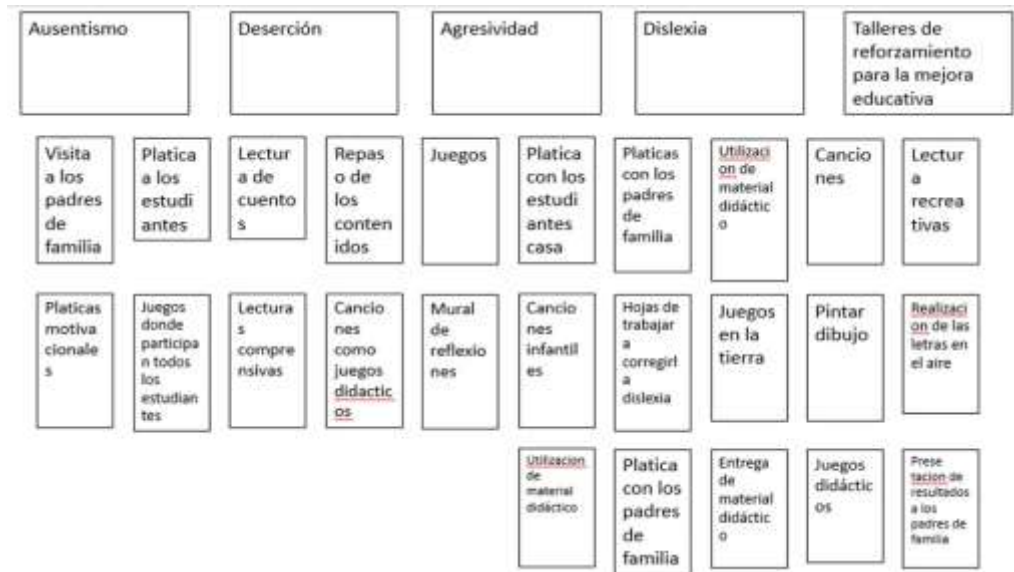 Ausentismo
Deserción
Agresividad
Dislexia
Talleres de
reforzamiento
para la mejora
educativa
Visita
a los
padres
de
familia
Platica
a los
estudi
antes
Lectur
a de
cuento
s
Repas
o de
los
conten
idos
Juegos
Platica
con los
estudi
antes
casa
Platicas
con los
padres
de
familia
Utilizaci
on de
material
didáctic
o
Cancio
nes
Lectur
a
recrea
tivas
Platicas
motiva
cionale
s
Juegos
donde
participa
n todos
los
estudian
tes
Lectura
s
compre
nsivas
Cancio
nes
como
juegos
didactic
os
Mural
de
reflexio
nes
Cancio
nes
infantil
es
Hojas de
trabajar
a
corregirl
a
dislexia
Juegos
en la
tierra
Pintar
dibujo
Realizaci
on de las
letras en
el aire
Utilizacion
de
material
didáctico
Platica
con los
padres
de
familia
Entrega
de
material
didáctic
o
Juegos
didáctic
os
Prese
tacion de
resultados
a los
padres de
familia